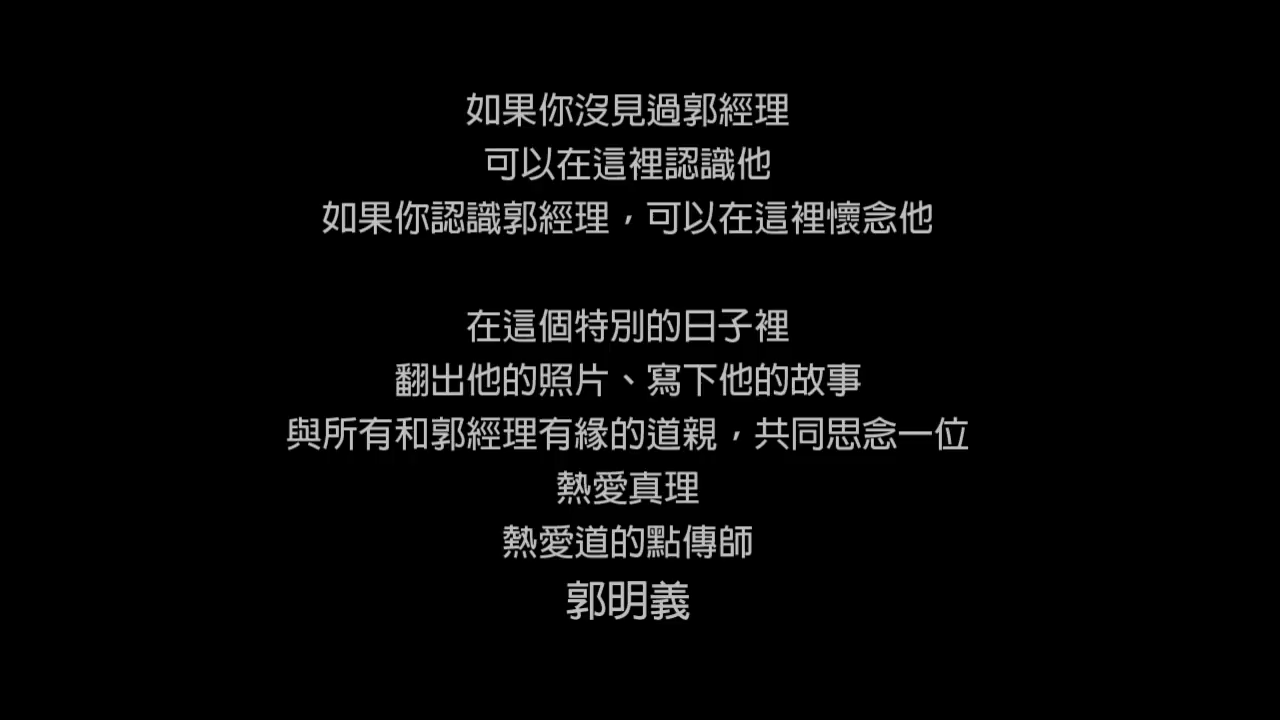 如果你沒見過郭經理
可以在這裡認識他
如果你認識郭經理，可以在這裡懷念他
在這個特別的日子裡
翻出他的照片、寫下他的故事
與所有和郭經理有緣的道親，共同思念一位
熱愛真理
熱愛道的點傳師
郭明義